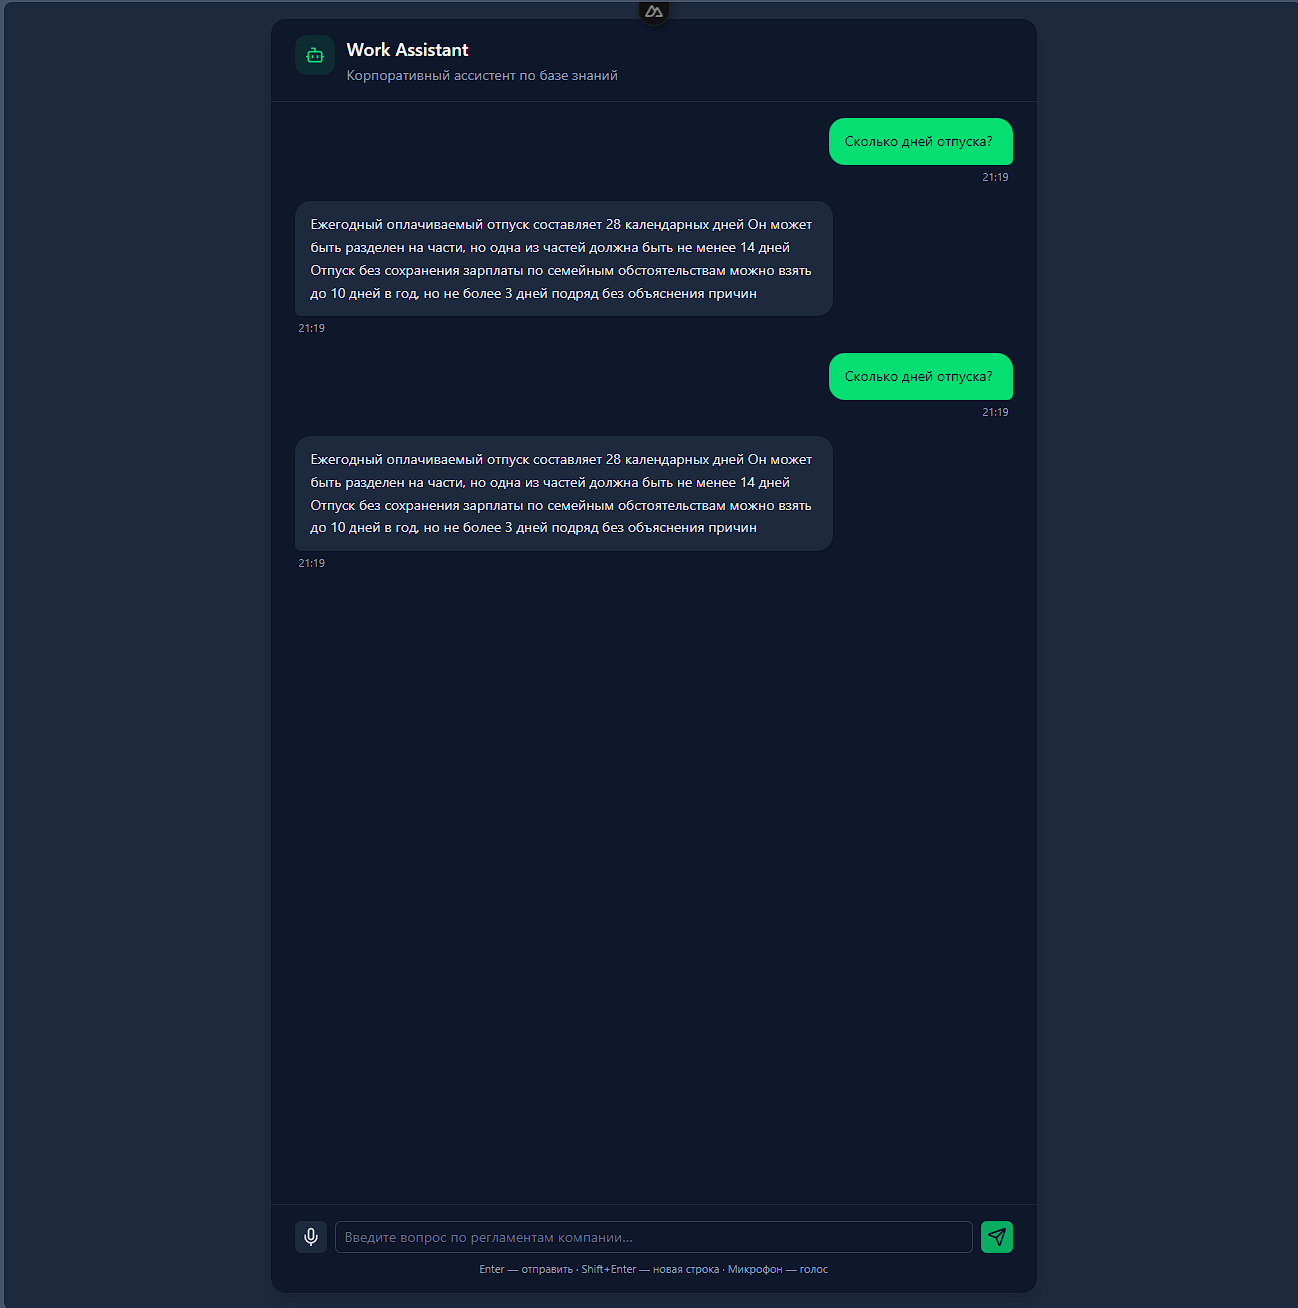 Work Assistant
Корпоративный ассистент по базе знаний
Сколько дней отпуска?
21:19
Ежегодный оплачиваемый отпуск составляет 28 календарных дней Он может
быть разделен на части, но одна из частей должна быть не менее 14 дней
Отпуск без сохранения зарплаты по семейным обстоятельствам можно взять
до 10 дней в год, но не более 3 дней подряд без объяснения причин
21:19
Сколько дней отпуска?
21:19
Ежегодный оплачиваемый отпуск составляет 28 календарных дней Он может
быть разделен на части, но одна из частей должна быть не менее 14 дней
Отпуск без сохранения зарплаты по семейным обстоятельствам можно взять
до 10 дней в год, но не более 3 дней подряд без объяснения причин
21:19
Введите вопрос по регламентам компании...
Enter — отправить · Shift+Enter — новая строка · Микрофон — голос